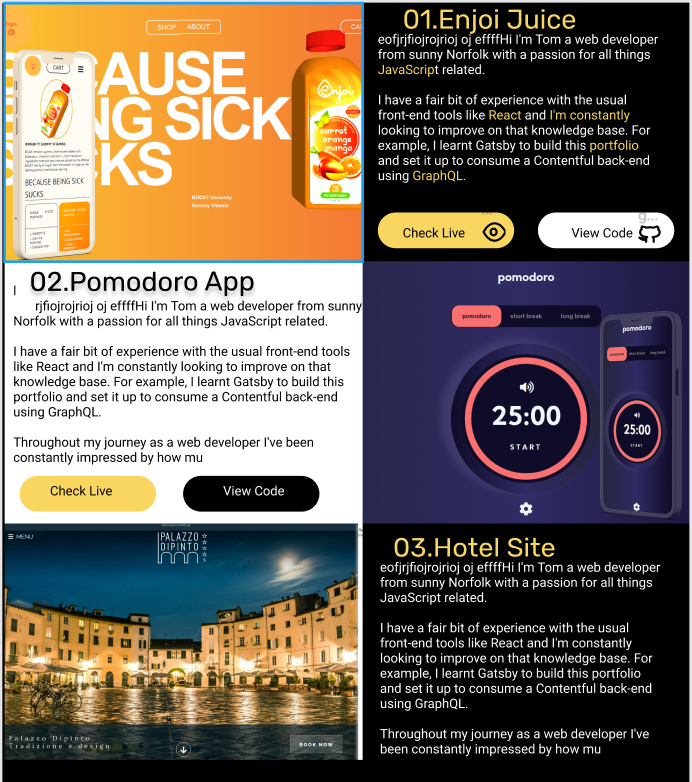 SHOP ABOUT
CAUSE
NG SICK
CKS
CART
BECAUSE BEING SICK
SUCKS
BOOST Immunity
Gummy Vitamin
enjoi
carrot
orange
mango
01.Enjoi Juice
eofjrjfiojrojrioj oj effffHi I'm Tom a web developer
from sunny Norfolk with a passion for all things
JavaScript related.
I have a fair bit of experience with the usual
front-end tools like React and I'm constantly
looking to improve on that knowledge base. For
example, I learnt Gatsby to build this portfolio
and set it up to consume a Contentful back-end
using GraphQL.
g...
Check Live
View Code
02.Pomodoro App
rjfiojrojrioj oj effffHi I'm Tom a web developer from sunny
Norfolk with a passion for all things JavaScript related.
I have a fair bit of experience with the usual front-end tools
like React and I'm constantly looking to improve on that
knowledge base. For example, I learnt Gatsby to build this
portfolio and set it up to consume a Contentful back-end
using GraphQL.
Throughout my journey as a web developer I've been
constantly impressed by how mu
Check Live
View Code
pomodoro
pomodoro short break long break
25:00
START
pomodoro
pomodoro short break long break
25:00
START
MENU
PALAZZO
DIPINTO
Palazzo Dipinto
Tradizione e design
BOOK NOW
03.Hotel Site
eofjrjfiojrojrioj oj effffHi I'm Tom a web developer
from sunny Norfolk with a passion for all things
JavaScript related.
I have a fair bit of experience with the usual
front-end tools like React and I'm constantly
looking to improve on that knowledge base. For
example, I learnt Gatsby to build this portfolio
and set it up to consume a Contentful back-end
using GraphQL.
Throughout my journey as a web developer I've
been constantly impressed by how mu